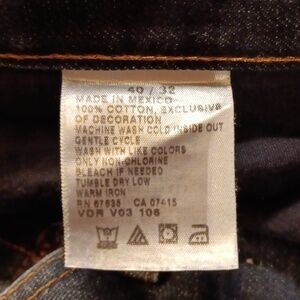 40 / 32
MADE IN MEXICO
100% COTTON, EXCLUSIVE
OF DECORATION
MACHINE WASH COLD INSIDE OUT
GENTLE CYCLE
WASH WITH LIKE COLORS
ONLY NON-CHLORINE
BLEACH IF NEEDED
TUMBLE DRY LOW
WARM IRON
RN 67635 CA 07415
VDR V03 106